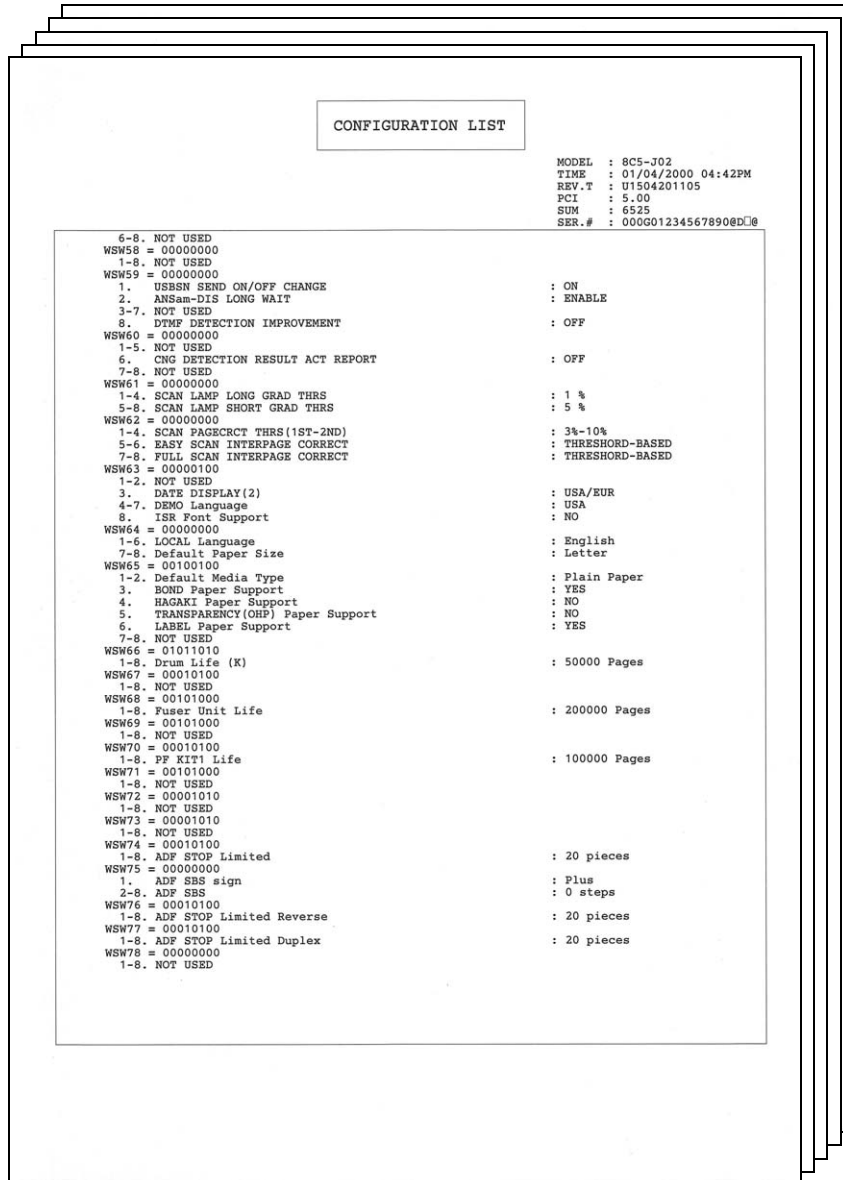 CONFIGURATION LIST
MODEL : 8C5-J02
TIME : 01/04/2000 04:42PM
REV.T : U1504201105
PCI : 5.00
SUM : 6525
SER.# : 000G01234567890@D□@
6-8. NOT USED
WSW58 = 00000000
1-8. NOT USED
WSW59 = 00000000
1. USBSN SEND ON/OFF CHANGE : ON
2. ANSam-DIS LONG WAIT : ENABLE
3-7. NOT USED
8. DTMF DETECTION IMPROVEMENT : OFF
WSW60 = 00000000
1-5. NOT USED
6. CNG DETECTION RESULT ACT REPORT : OFF
7-8. NOT USED
WSW61 = 00000000
1-4. SCAN LAMP LONG GRAD THRS : 1 %
5-8. SCAN LAMP SHORT GRAD THRS : 5 %
WSW62 = 00000000
1-4. SCAN PAGECRCT THRS(1ST-2ND) : 3%-10%
5-6. EASY SCAN INTERPAGE CORRECT : THRESHORD-BASED
7-8. FULL SCAN INTERPAGE CORRECT : THRESHORD-BASED
WSW63 = 00000100
1-2. NOT USED
3. DATE DISPLAY(2) : USA/EUR
4-7. DEMO Language : USA
8. ISR Font Support : NO
WSW64 = 00000000
1-6. LOCAL Language : English
7-8. Default Paper Size : Letter
WSW65 = 00100100
1-2. Default Media Type : Plain Paper
3. BOND Paper Support : YES
4. HAGAKI Paper Support : NO
5. TRANSPARENCY(OHP) Paper Support : NO
6. LABEL Paper Support : YES
7-8. NOT USED
WSW66 = 01011010
1-8. Drum Life (K) : 50000 Pages
WSW67 = 00010100
1-8. NOT USED
WSW68 = 00101000
1-8. Fuser Unit Life : 200000 Pages
WSW69 = 00101000
1-8. NOT USED
WSW70 = 00010100
1-8. PF KIT1 Life : 100000 Pages
WSW71 = 00101000
1-8. NOT USED
WSW72 = 00001010
1-8. NOT USED
WSW73 = 00001010
1-8. NOT USED
WSW74 = 00010100
1-8. ADF STOP Limited : 20 pieces
WSW75 = 00000000
1. ADF SBS sign : Plus
2-8. ADF SBS : 0 steps
WSW76 = 00010100
1-8. ADF STOP Limited Reverse : 20 pieces
WSW77 = 00010100
1-8. ADF STOP Limited Duplex : 20 pieces
WSW78 = 00000000
1-8. NOT USED